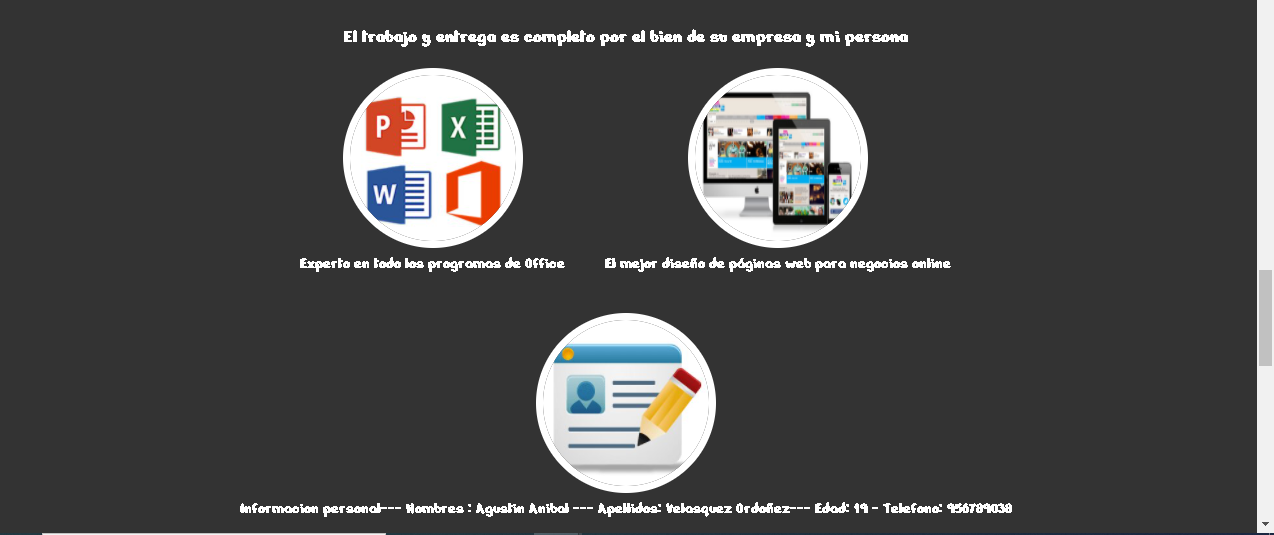 El trabajo y entrega es completo por el bien de su empresa y mi persona
P
X
W
Experto en todo los programas de Office
El mejor diseño de páginas web para negocios online
Informacion personal--- Nombres : Agustin Anibal --- Apellidos: Velasquez Ordoñez--- Edad: 19 - Telefono: 956789038